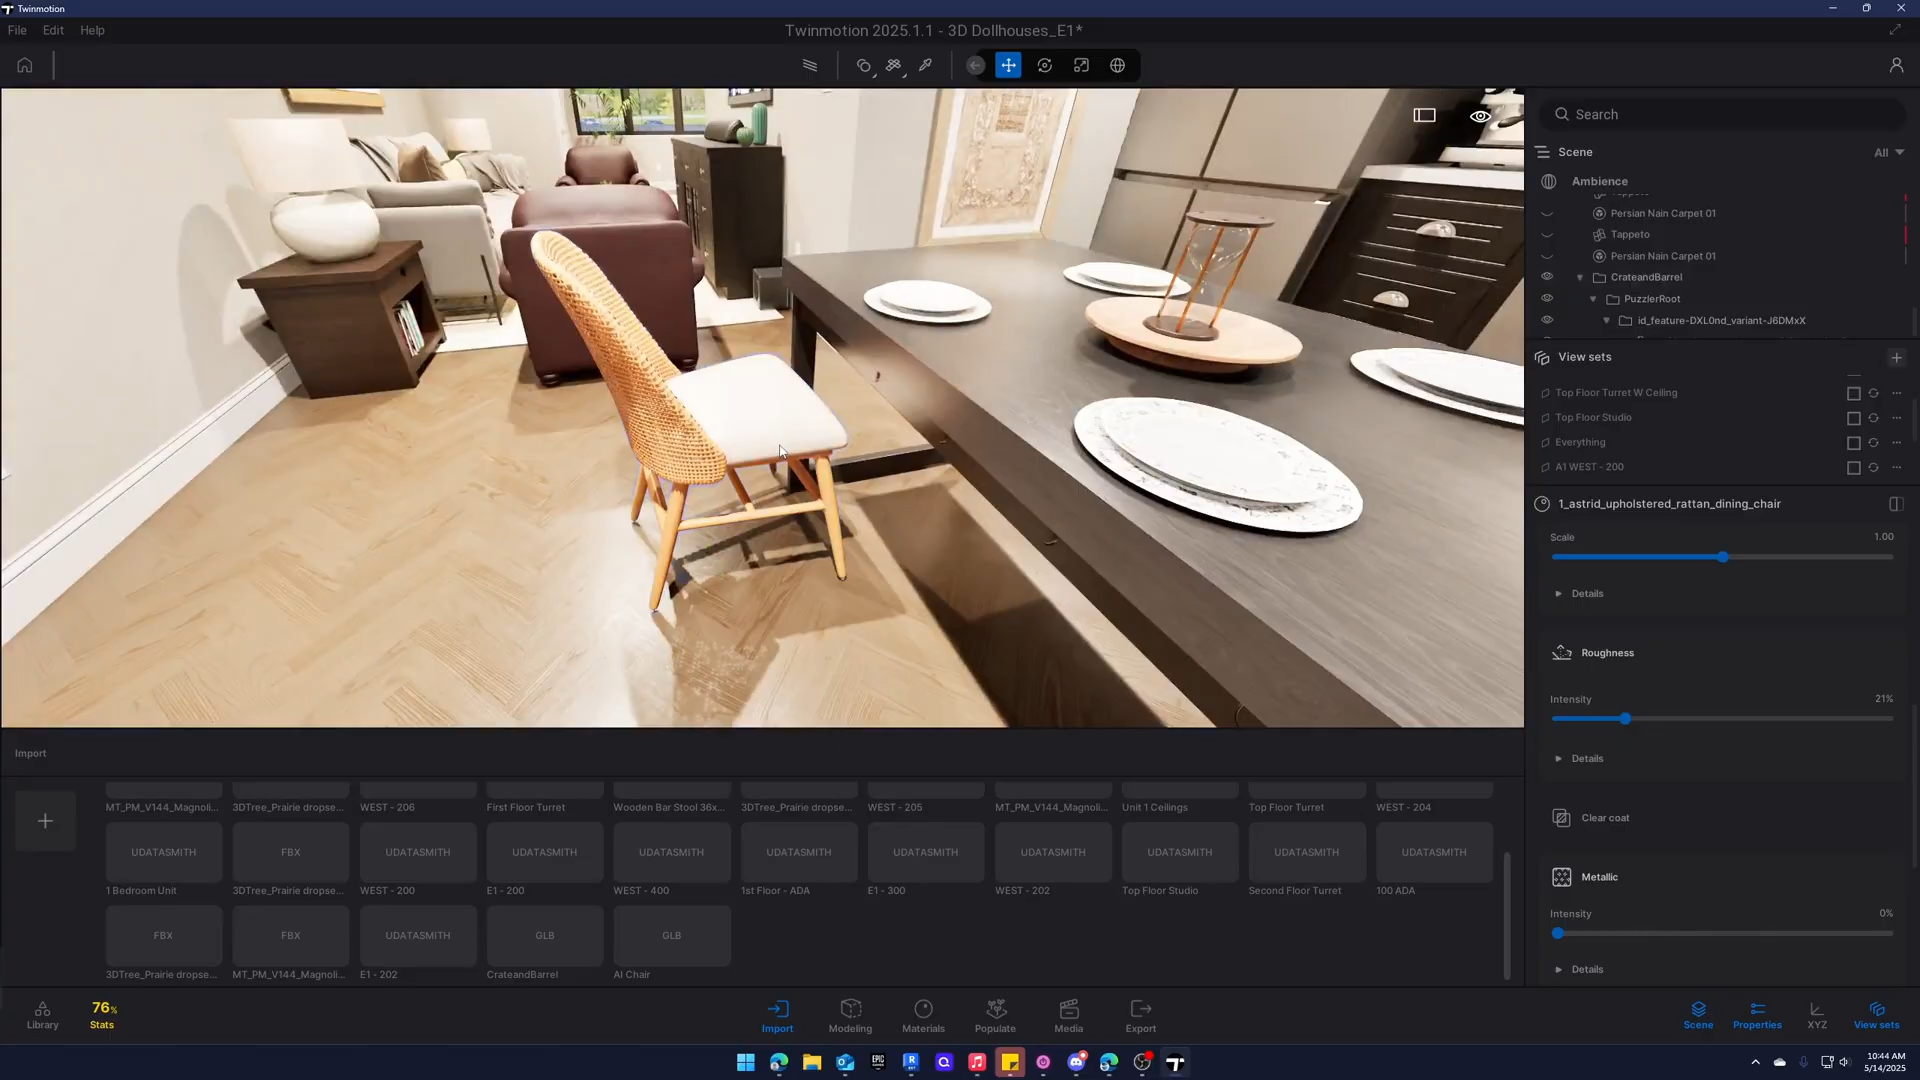 Twinmotion
File Edit Help
Twinmotion 2025.1.1 - 3D Dollhouses_E1*
Search
Scene
All
Ambience
Persian Nain Carpet 01
Tappeto
Persian Nain Carpet 01
CrateandBarrel
PuzzlerRoot
id_feature-DXL0nd_variant-J6DMxX
View sets
Top Floor Turret W Ceiling
Top Floor Studio
Everything
A1 WEST - 200
1_astrid_upholstered_rattan_dining_chair
Scale 1.00
Details
Roughness
Intensity 21%
Details
Clear coat
Metallic
Intensity 0%
Details
Import
MT_PM_V144_Magnoli... 3DTree_Prairie dropse... WEST - 206 First Floor Turret Wooden Bar Stool 36x... 3DTree_Prairie dropse... WEST - 205 MT_PM_V144_Magnoli... Unit 1 Ceilings Top Floor Turret WEST - 204
UDATASMITH FBX UDATASMITH UDATASMITH UDATASMITH UDATASMITH UDATASMITH UDATASMITH UDATASMITH UDATASMITH UDATASMITH
1 Bedroom Unit 3DTree_Prairie dropse... WEST - 200 E1 - 200 WEST - 400 1st Floor - ADA E1 - 300 WEST - 202 Top Floor Studio Second Floor Turret 100 ADA
FBX FBX UDATASMITH GLB GLB
3DTree_Prairie dropse... MT_PM_V144_Magnoli... E1 - 202 CrateandBarrel AI Chair
76%
Library Stats Import Modeling Materials Populate Media Export Scene Properties XYZ View sets
EPIC
10:44 AM
5/14/2025